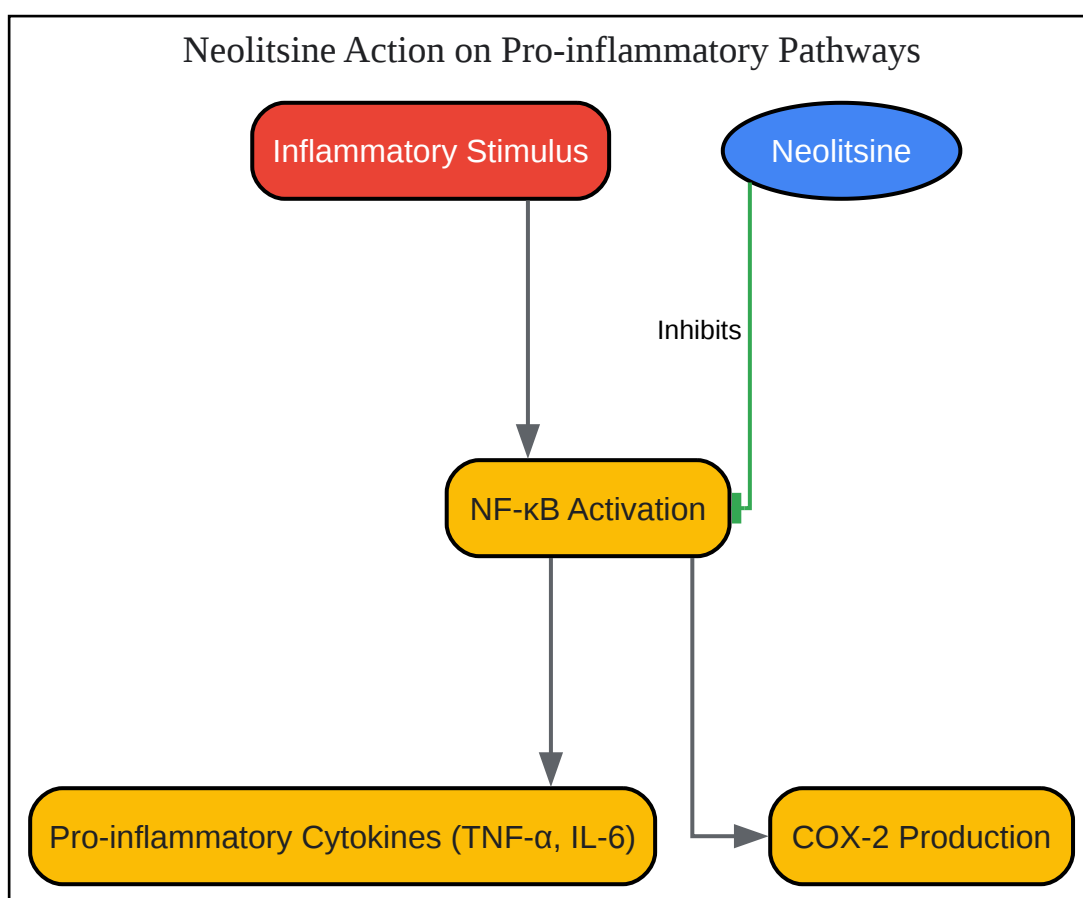 Neolitsine Action on Pro-inflammatory Pathways
Inflammatory Stimulus
Neolitsine
Inhibits
NF-κB Activation
Pro-inflammatory Cytokines (TNF-α, IL-6)
COX-2 Production